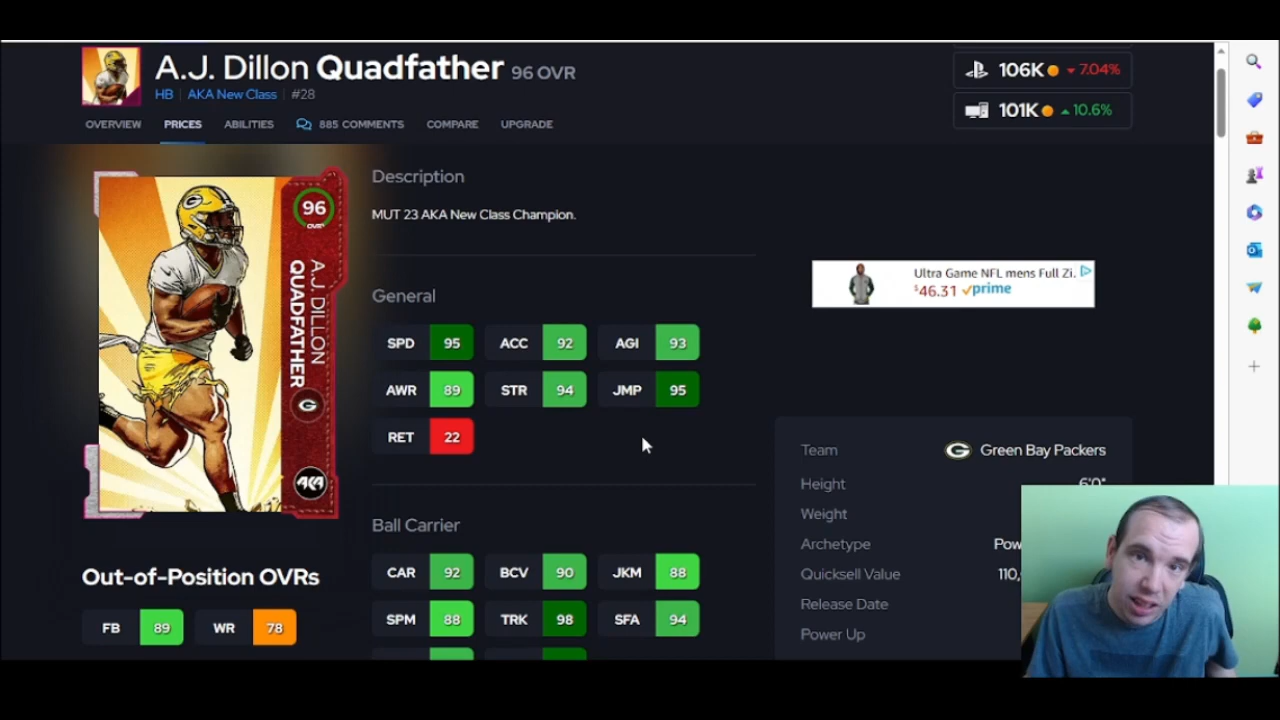 A.J. Dillon Quadfather 96 OVR
HB | AKA New Class | #28
106K 7.04%
101K 10.6%
OVERVIEW PRICES ABILITIES 885 COMMENTS COMPARE UPGRADE
96
OVR
A.J. DILLON
QUADFATHER
G
AKA
Description
MUT 23 AKA New Class Champion.
General
SPD 95 ACC 92 AGI 93
AWR 89 STR 94 JMP 95
RET 22
Ball Carrier
CAR 92 BCV 90 JKM 88
SPM 88 TRK 98 SFA 94
Out-of-Position OVRs
FB 89 WR 78
Ultra Game NFL mens Full Zi.
$46.31 prime
Team G Green Bay Packers
Height 6'0"
Weight
Archetype Pow
Quicksell Value 110,
Release Date
Power Up